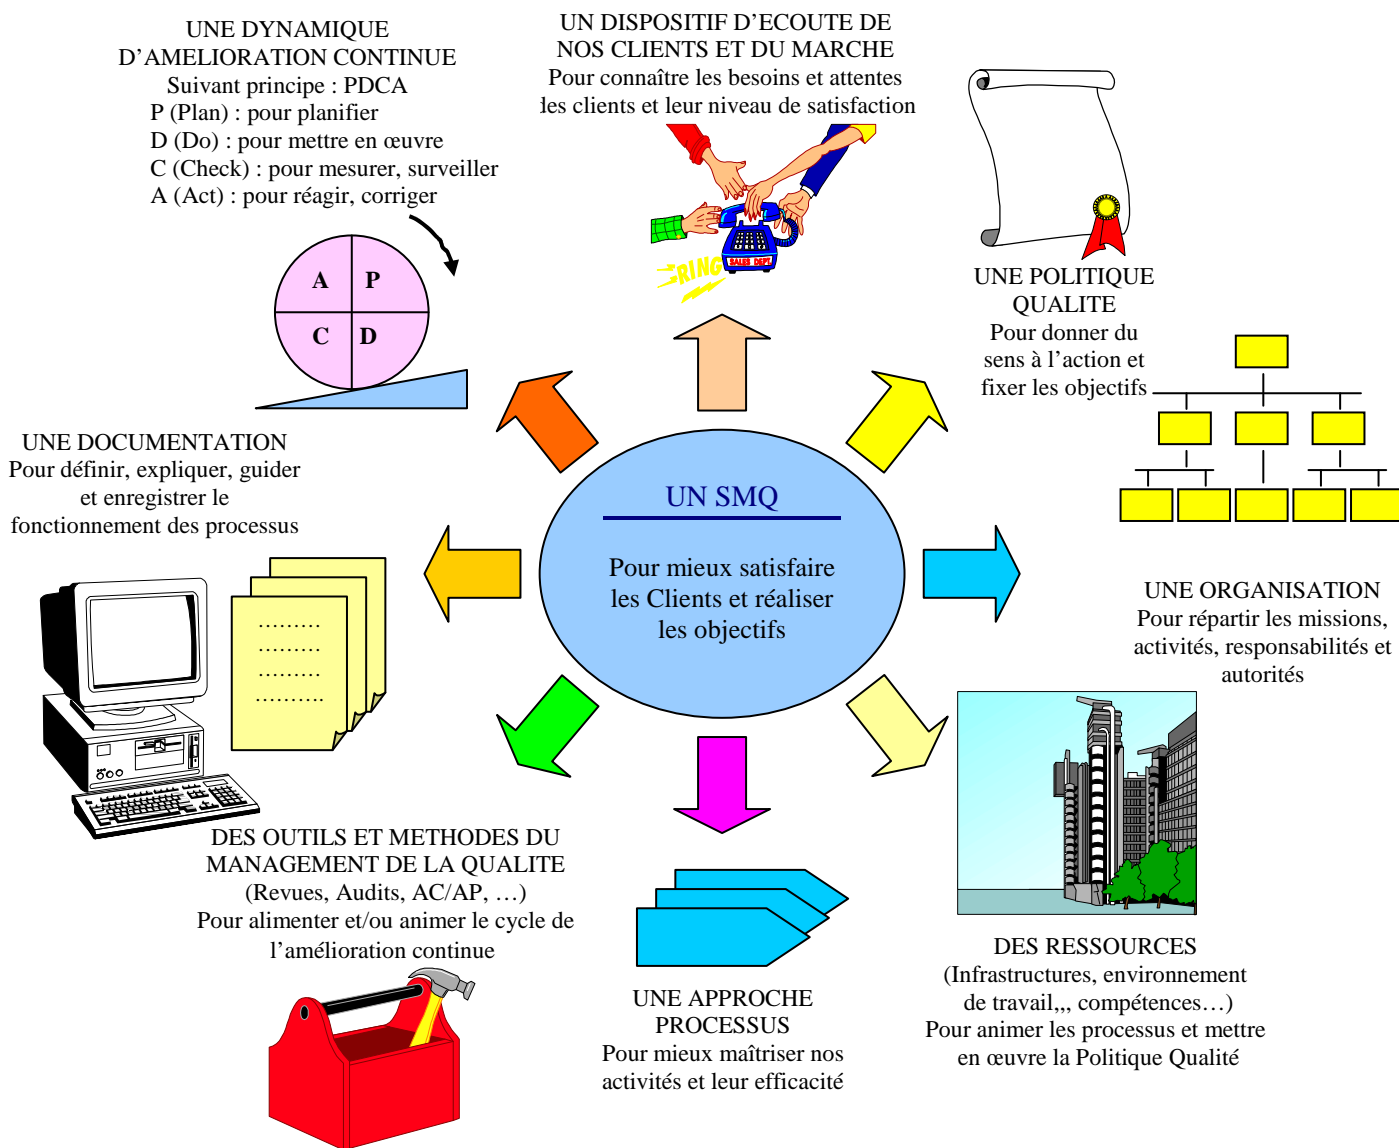 UNE DYNAMIQUE
D'AMELIORATION CONTINUE
Suivant principe : PDCA
P (Plan) : pour planifier
D (Do) : pour mettre en œuvre
C (Check) : pour mesurer, surveiller
A (Act) : pour réagir, corriger
A P
C D
UN DISPOSITIF D'ECOUTE DE
NOS CLIENTS ET DU MARCHE
Pour connaître les besoins et attentes
des clients et leur niveau de satisfaction
RING
SALES DEPT.
UNE POLITIQUE
QUALITE
Pour donner du
sens à l'action et
fixer les objectifs
UNE DOCUMENTATION
Pour définir, expliquer, guider
et enregistrer le
fonctionnement des processus
UN SMQ
Pour mieux satisfaire
les Clients et réaliser
les objectifs
UNE ORGANISATION
Pour répartir les missions,
activités, responsabilités et
autorités
DES OUTILS ET METHODES DU
MANAGEMENT DE LA QUALITE
(Revues, Audits, AC/AP, …)
Pour alimenter et/ou animer le cycle de
l'amélioration continue
UNE APPROCHE
PROCESSUS
Pour mieux maîtriser nos
activités et leur efficacité
DES RESSOURCES
(Infrastructures, environnement
de travail,,, compétences…)
Pour animer les processus et mettre
en œuvre la Politique Qualité